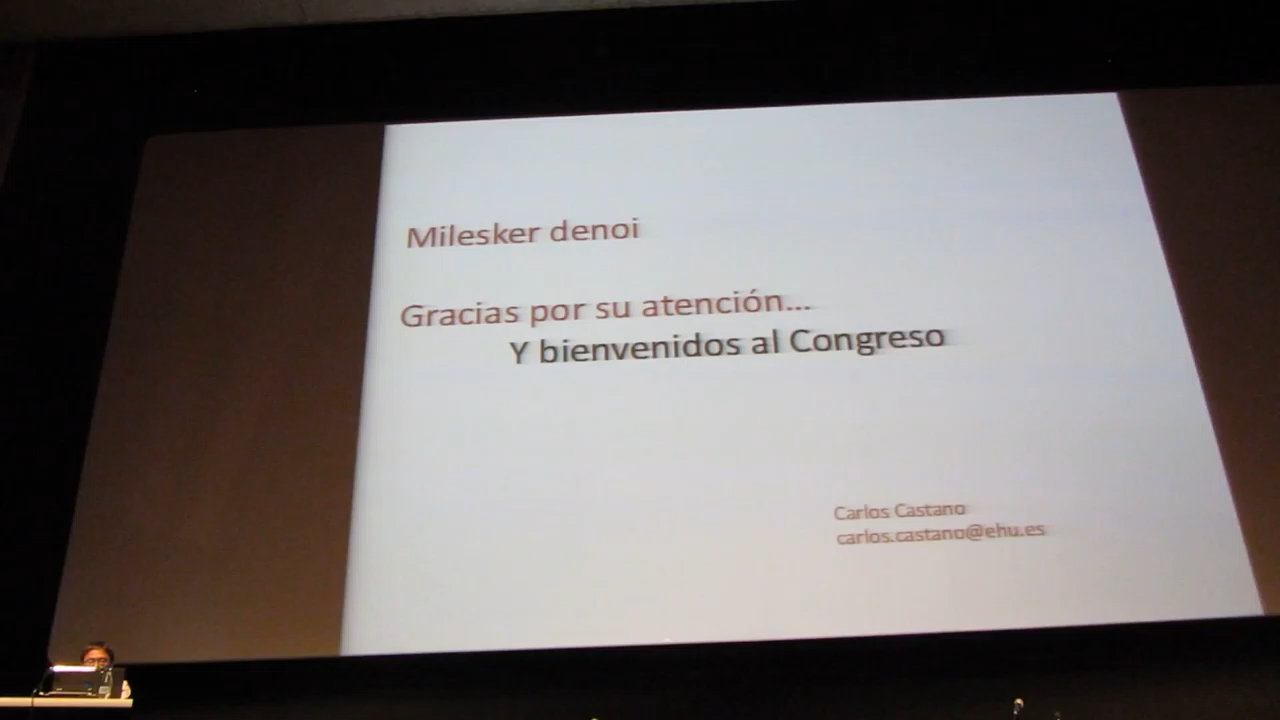 Milesker denoi
Gracias por su atención...
Y bienvenidos al Congreso
Carlos Castano
carlos.castano@ehu.es